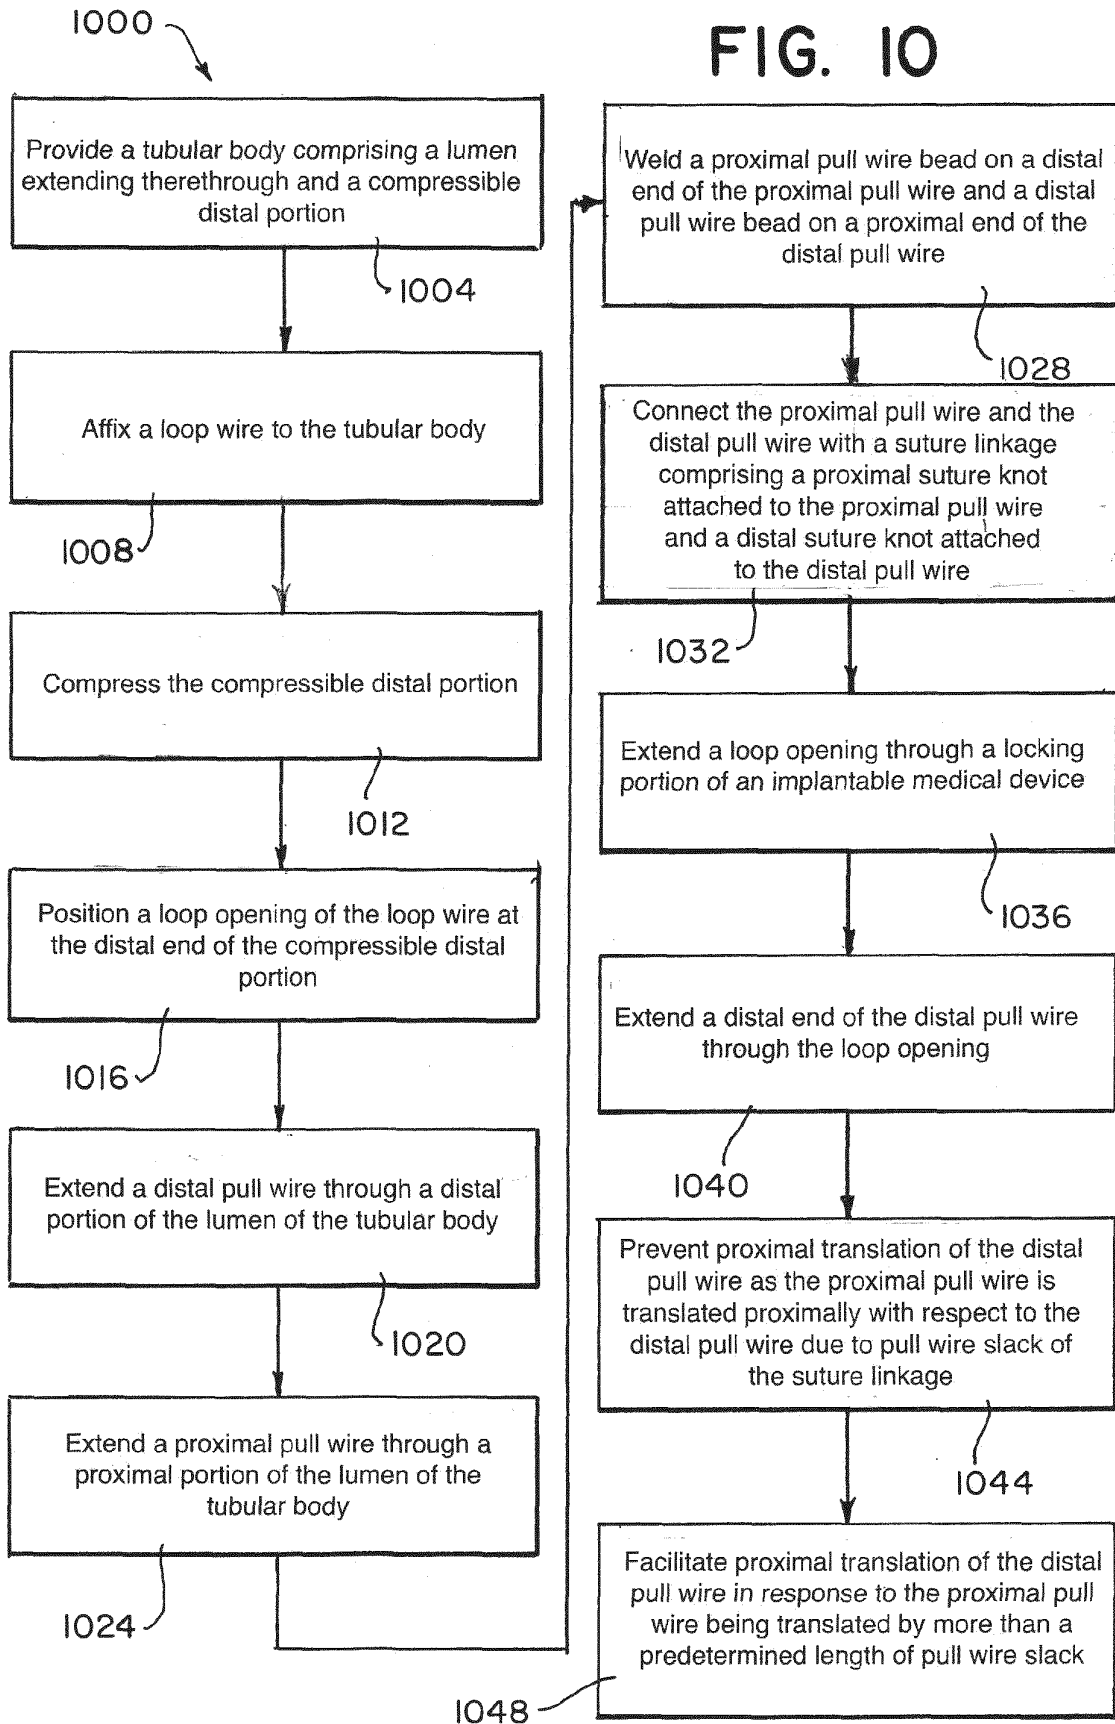 1000
FIG. 10
Provide a tubular body comprising a lumen
extending therethrough and a compressible
distal portion
1004
Affix a loop wire to the tubular body
1008
Compress the compressible distal portion
1012
Position a loop opening of the loop wire at
the distal end of the compressible distal
portion
1016
Extend a distal pull wire through a distal
portion of the lumen of the tubular body
1020
Extend a proximal pull wire through a
proximal portion of the lumen of the
tubular body
1024
Weld a proximal pull wire bead on a distal
end of the proximal pull wire and a distal
pull wire bead on a proximal end of the
distal pull wire
1028
Connect the proximal pull wire and the
distal pull wire with a suture linkage
comprising a proximal suture knot
attached to the proximal pull wire
and a distal suture knot attached
to the distal pull wire
1032
Extend a loop opening through a locking
portion of an implantable medical device
1036
Extend a distal end of the distal pull wire
through the loop opening
1040
Prevent proximal translation of the distal
pull wire as the proximal pull wire is
translated proximally with respect to the
distal pull wire due to pull wire slack of
the suture linkage
1044
Facilitate proximal translation of the distal
pull wire in response to the proximal pull
wire being translated by more than a
predetermined length of pull wire slack
1048